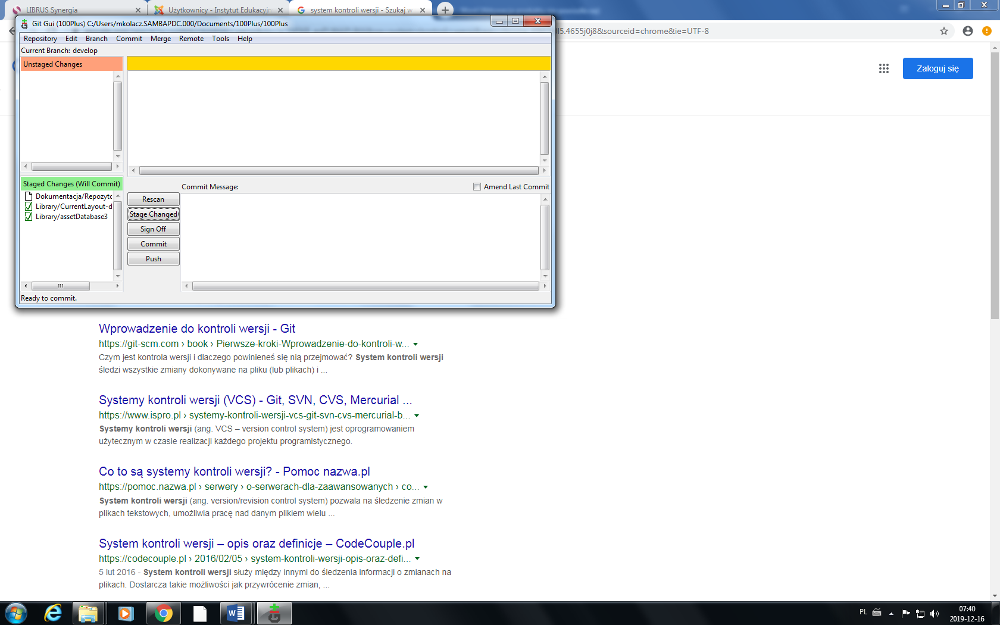 LIBRUS Synergia
Użytkownicy - Instytut Edukacyjn
system kontroli wersji - Szukaj w
Git Gui (100Plus) C:/Users/mkolacz.SAMBAPDC.000/Documents/100Plus/100Plus
0l5.4655j0j8&sourceid=chrome&ie=UTF-8
Repository Edit Branch Commit Merge Remote Tools Help
Current Branch: develop
Unstaged Changes
Zaloguj się
Staged Changes (Will Commit)
Dokumentacja/Repozytc
Library/CurrentLayout-d
Library/assetDatabase3
Commit Message:
Amend Last Commit
Rescan
Stage Changed
Sign Off
Commit
Push
Ready to commit.
Wprowadzenie do kontroli wersji - Git
https://git-scm.com › book › Pierwsze-kroki-Wprowadzenie-do-kontroli-w...
Czym jest kontrola wersji i dlaczego powinieneś się nią przejmować? System kontroli wersji
śledzi wszystkie zmiany dokonywane na pliku (lub plikach) i ...
Systemy kontroli wersji (VCS) - Git, SVN, CVS, Mercurial ...
https://www.ispro.pl › systemy-kontroli-wersji-vcs-git-svn-cvs-mercurial-b...
Systemy kontroli wersji (ang. VCS – version control system) jest oprogramowaniem
użytecznym w czasie realizacji każdego projektu programistycznego.
Co to są systemy kontroli wersji? - Pomoc nazwa.pl
https://pomoc.nazwa.pl › serwery › o-serwerach-dla-zaawansowanych › co...
System kontroli wersji (ang. version/revision control system) pozwala na śledzenie zmian w
plikach tekstowych, umożliwia pracę nad danym plikiem wielu ...
System kontroli wersji – opis oraz definicje – CodeCouple.pl
https://codecouple.pl › 2016/02/05 › system-kontroli-wersji-opis-oraz-defi...
5 lut 2016 - System kontroli wersji służy między innymi do śledzenia informacji o zmianach na
plikach. Dostarcza takie możliwości jak przywrócenie zmian, ...
PL
07:40
2019-12-16